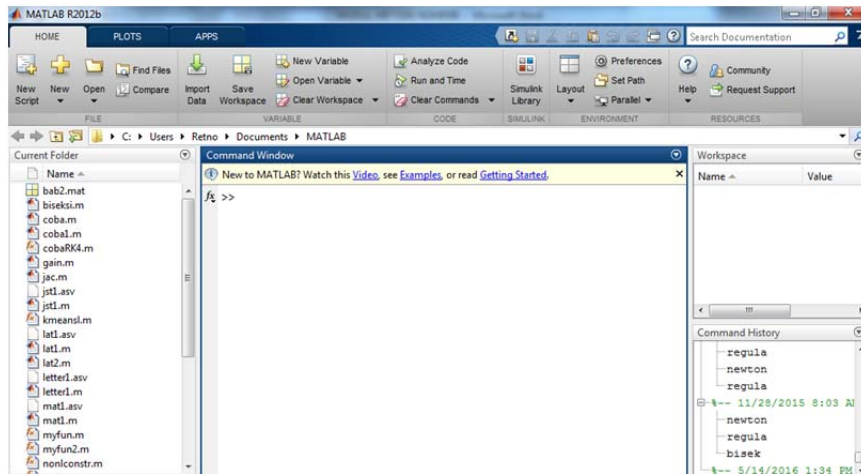 MATLAB R2012b
HOME PLOTS APPS
Search Documentation
New Script
New
Open
Find Files
Compare
Import Data
Save Workspace
New Variable
Open Variable
Clear Workspace
Analyze Code
Run and Time
Clear Commands
Simulink Library
Layout
Preferences
Set Path
Parallel
Help
Community
Request Support
FILE VARIABLE CODE SIMULINK ENVIRONMENT RESOURCES
C: Users Retno Documents MATLAB
Current Folder
Name
bab2.mat
biseksi.m
coba.m
coba1.m
cobaRK4.m
gain.m
jac.m
jst1.asv
jst1.m
kmeansl.m
lat1.asv
lat1.m
lat2.m
letter1.asv
letter1.m
mat1.asv
mat1.m
myfun.m
myfun2.m
nonlconstr.m
Command Window
New to MATLAB? Watch this Video, see Examples, or read Getting Started.
fx >>
Workspace
Name Value
Command History
regula
newton
regula
%-- 11/28/2015 8:03 AM
newton
regula
bisek
%-- 5/14/2016 1:34 PM